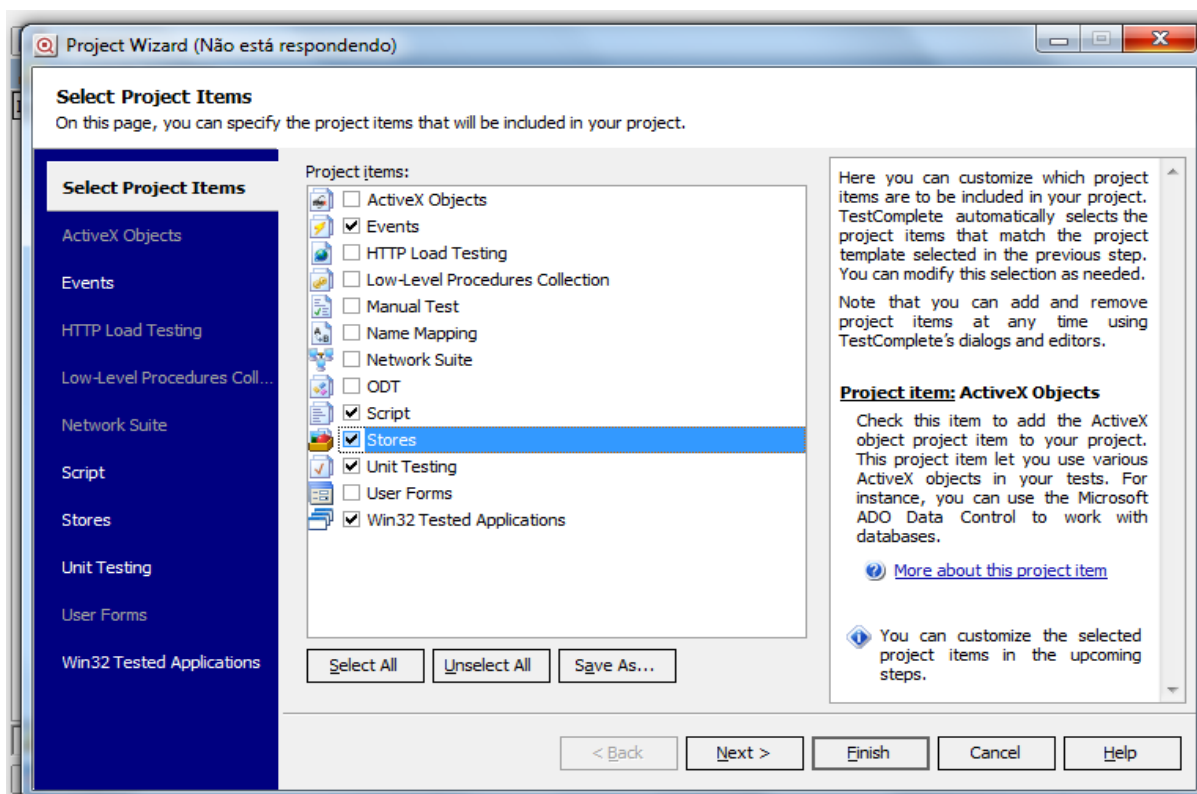 Project Wizard (Não está respondendo)
Select Project Items
On this page, you can specify the project items that will be included in your project.
Select Project Items
ActiveX Objects
Events
HTTP Load Testing
Low-Level Procedures Coll...
Network Suite
Script
Stores
Unit Testing
User Forms
Win32 Tested Applications
Project items:
ActiveX Objects
Events
HTTP Load Testing
Low-Level Procedures Collection
Manual Test
Name Mapping
Network Suite
ODT
Script
Stores
Unit Testing
User Forms
Win32 Tested Applications
Select All
Unselect All
Save As...
Here you can customize which project
items are to be included in your project.
TestComplete automatically selects the
project items that match the project
template selected in the previous step.
You can modify this selection as needed.
Note that you can add and remove
project items at any time using
TestComplete's dialogs and editors.
Project item: ActiveX Objects
Check this item to add the ActiveX
object project item to your project.
This project item let you use various
ActiveX objects in your tests. For
instance, you can use the Microsoft
ADO Data Control to work with
databases.
More about this project item
You can customize the selected
project items in the upcoming
steps.
< Back
Next >
Finish
Cancel
Help